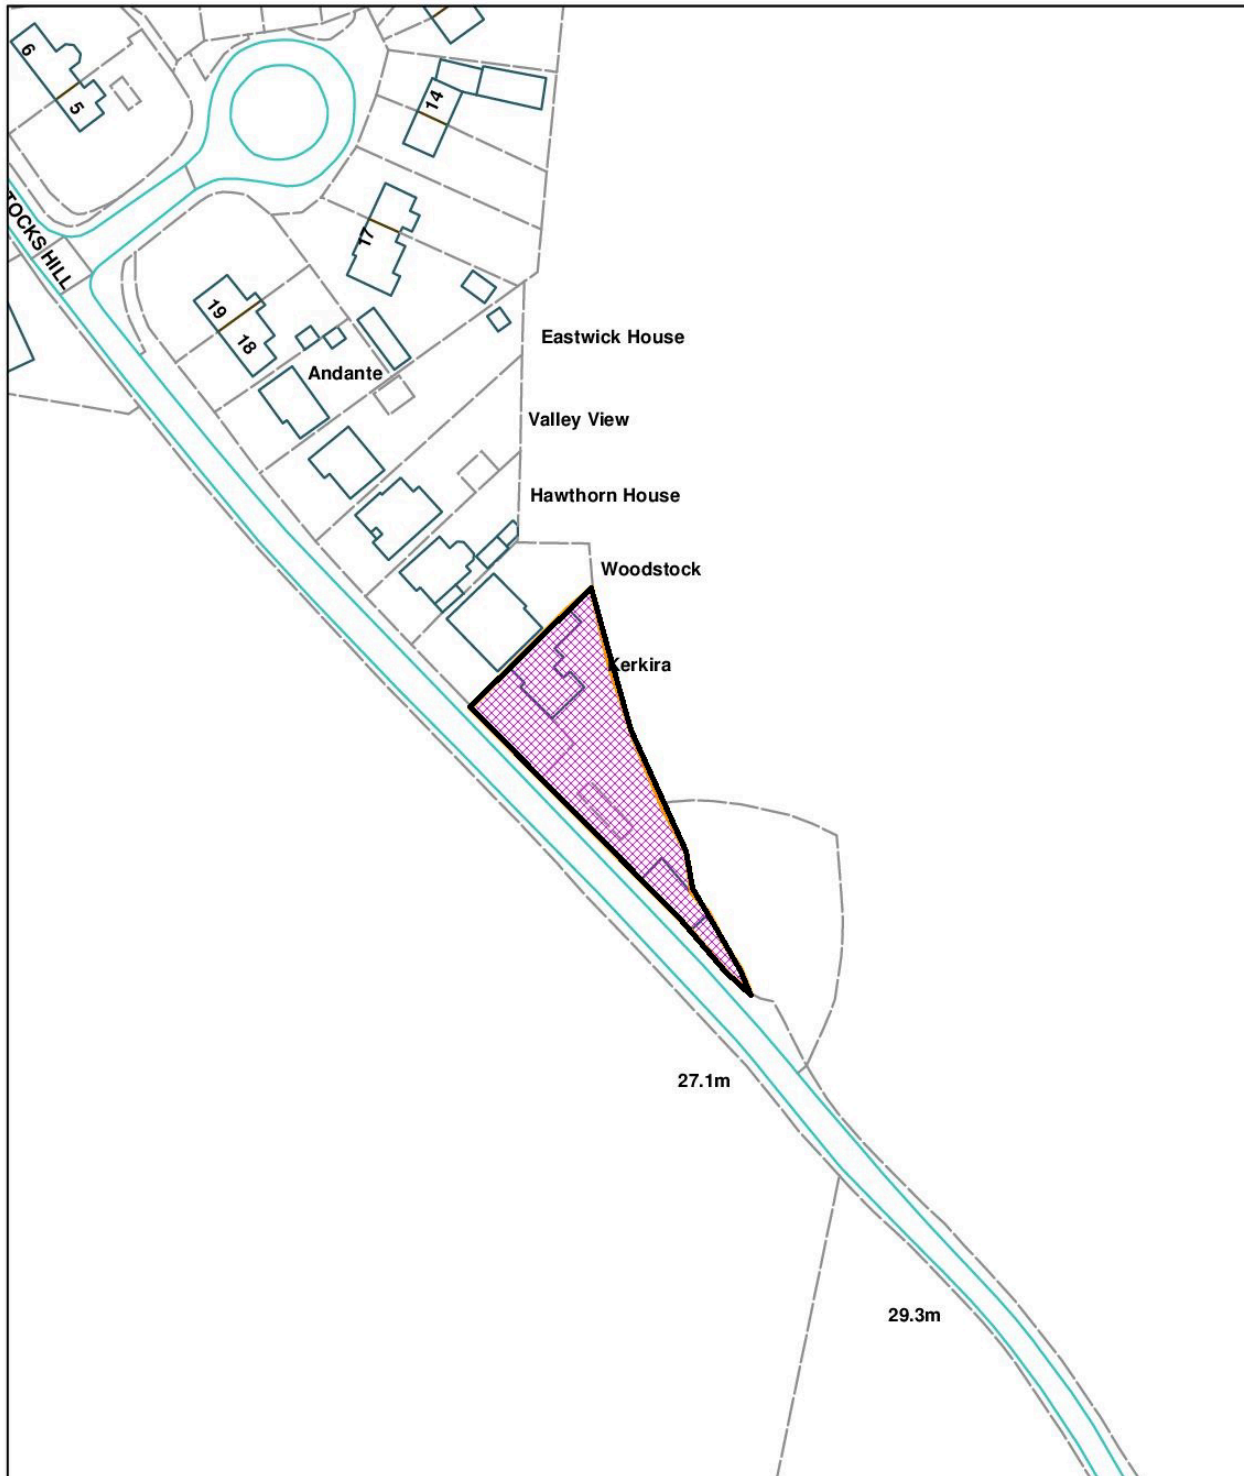 6
5
14
TOCKS HILL
17
19
18
Eastwick House
Andante
Valley View
Hawthorn House
Woodstock
Kerkira
27.1m
29.3m